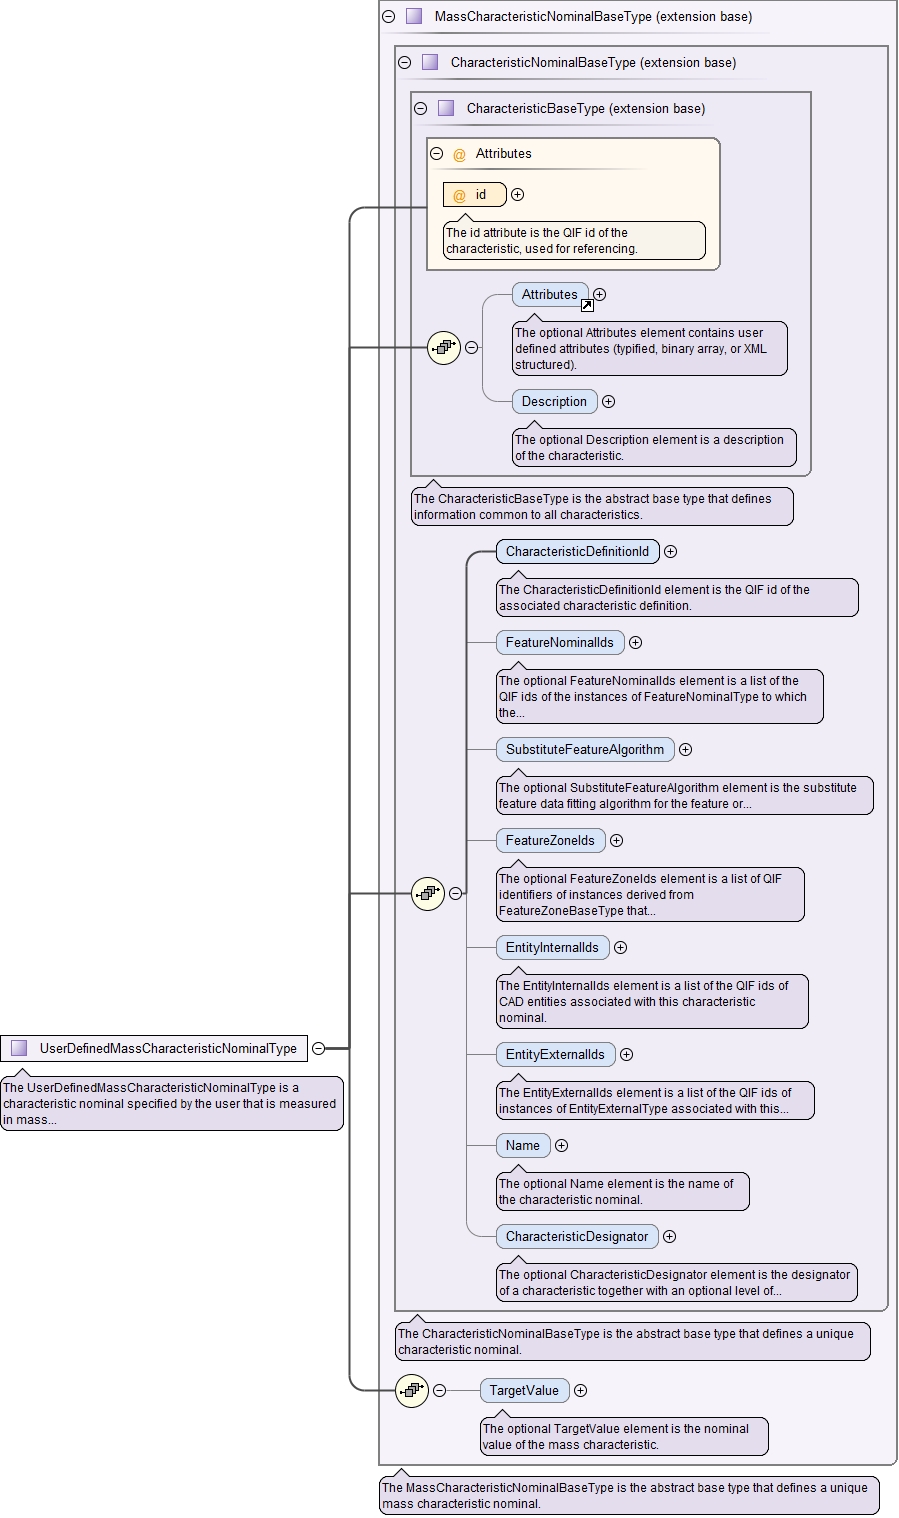 MassCharacteristicNominalBaseType (extension base)
CharacteristicNominalBaseType (extension base)
CharacteristicBaseType (extension base)
@ Attributes
@ id
The id attribute is the QIF id of the
characteristic, used for referencing.
Attributes
The optional Attributes element contains user
defined attributes (typified, binary array, or XML
structured).
Description
The optional Description element is a description
of the characteristic.
The CharacteristicBaseType is the abstract base type that defines
information common to all characteristics.
CharacteristicDefinitionId
The CharacteristicDefinitionId element is the QIF id of the
associated characteristic definition.
FeatureNominalIds
The optional FeatureNominalIds element is a list of the
QIF ids of the instances of FeatureNominalType to which
the...
SubstituteFeatureAlgorithm
The optional SubstituteFeatureAlgorithm element is the substitute
feature data fitting algorithm for the feature or...
FeatureZoneIds
The optional FeatureZoneIds element is a list of QIF
identifiers of instances derived from
FeatureZoneBaseType that...
EntityInternalIds
The EntityInternalIds element is a list of the QIF ids of
CAD entities associated with this characteristic
nominal.
UserDefinedMassCharacteristicNominalType
The UserDefinedMassCharacteristicNominalType is a
characteristic nominal specified by the user that is measured
in mass...
EntityExternalIds
The EntityExternalIds element is a list of the QIF ids of
instances of EntityExternalType associated with this...
Name
The optional Name element is the name of
the characteristic nominal.
CharacteristicDesignator
The optional CharacteristicDesignator element is the designator
of a characteristic together with an optional level of...
The CharacteristicNominalBaseType is the abstract base type that defines a unique
characteristic nominal.
TargetValue
The optional TargetValue element is the nominal
value of the mass characteristic.
The MassCharacteristicNominalBaseType is the abstract base type that defines a unique
mass characteristic nominal.